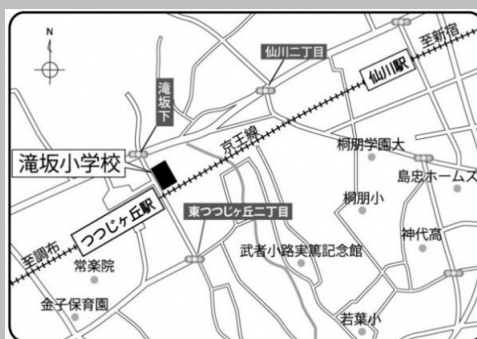 N
至新宿
仙川二丁目
仙川駅
滝坂下
京王線
桐朋学園大
島忠ホームズ
滝坂小学校
桐朋小
つつじヶ丘駅
東つつじヶ丘二丁目
神代高
至調布
武者小路実篤記念館
常楽院
金子保育園
若葉小